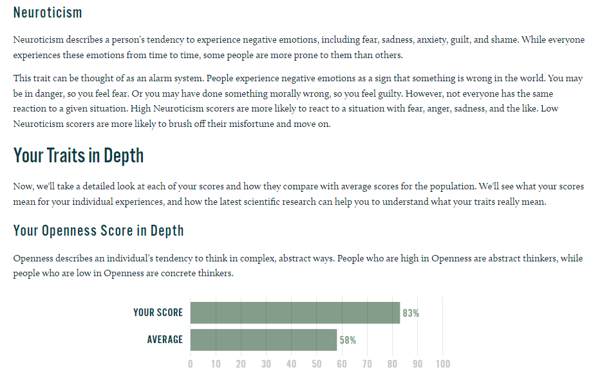 Neuroticism
Neuroticism describes a person's tendency to experience negative emotions, including fear, sadness, anxiety, guilt, and shame. While everyone
experiences these emotions from time to time, some people are more prone to them than others.
This trait can be thought of as an alarm system. People experience negative emotions as a sign that something is wrong in the world. You may
be in danger, so you feel fear. Or you may have done something morally wrong, so you feel guilty. However, not everyone has the same
reaction to a given situation. High Neuroticism scorers are more likely to react to a situation with fear, anger, sadness, and the like. Low
Neuroticism scorers are more likely to brush off their misfortune and move on.
Your Traits in Depth
Now, we'll take a detailed look at each of your scores and how they compare with average scores for the population. We'll see what your scores
mean for your individual experiences, and how the latest scientific research can help you to understand what your traits really mean.
Your Openness Score in Depth
Openness describes an individual's tendency to think in complex, abstract ways. People who are high in Openness are abstract thinkers, while
people who are low in Openness are concrete thinkers.
YOUR SCORE 83%
AVERAGE 58%
0 10 20 30 40 50 60 70 80 90 100